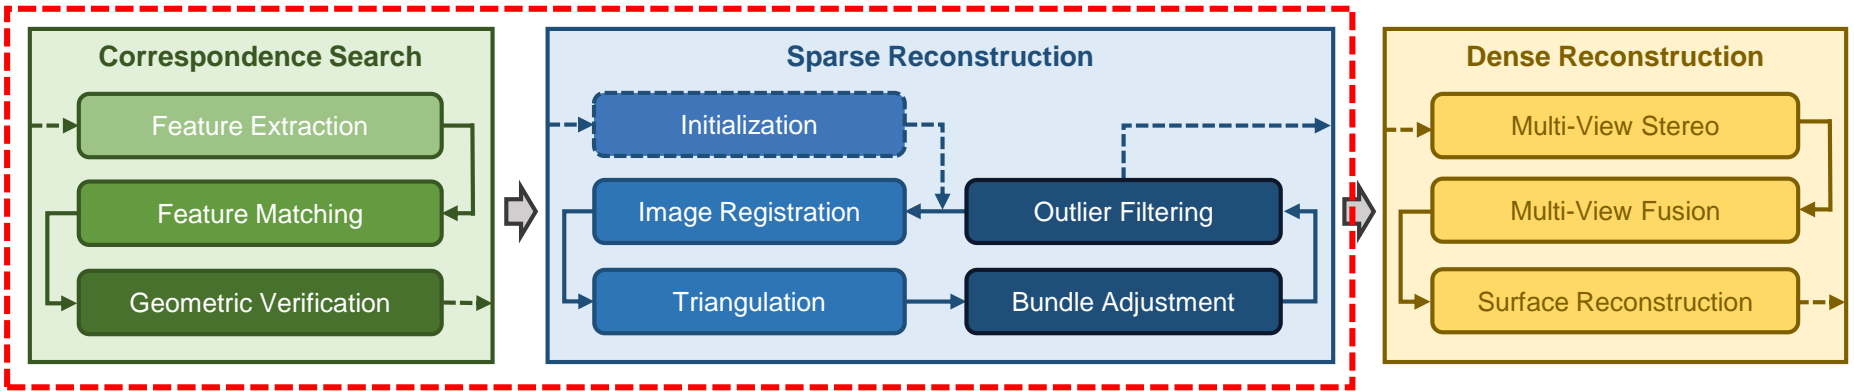 Correspondence Search
Feature Extraction
Feature Matching
Geometric Verification
Sparse Reconstruction
Initialization
Image Registration
Triangulation
Outlier Filtering
Bundle Adjustment
Dense Reconstruction
Multi-View Stereo
Multi-View Fusion
Surface Reconstruction